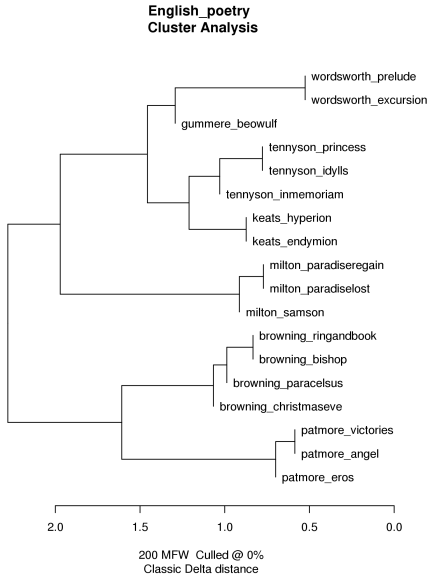 English_poetry
Cluster Analysis
wordsworth_prelude
wordsworth_excursion
gummere_beowulf
tennyson_princess
tennyson_idylls
tennyson_inmemoriam
keats_hyperion
keats_endymion
milton_paradiseregain
milton_paradiselost
milton_samson
browning_ringandbook
browning_bishop
browning_paracelsus
browning_christmaseve
patmore_victories
patmore_angel
patmore_eros
2.0 1.5 1.0 0.5 0.0
200 MFW Culled @ 0%
Classic Delta distance